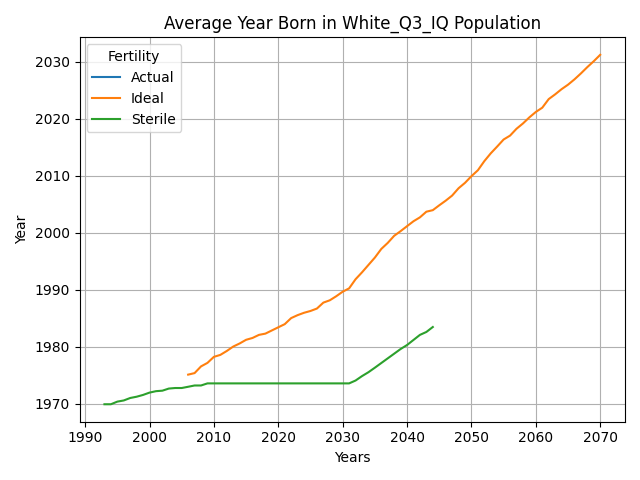 Average Year Born in White_Q3_IQ Population
Fertility
Actual
Ideal
Sterile
Year
2030
2020
2010
2000
1990
1980
1970
1990 2000 2010 2020 2030 2040 2050 2060 2070
Years